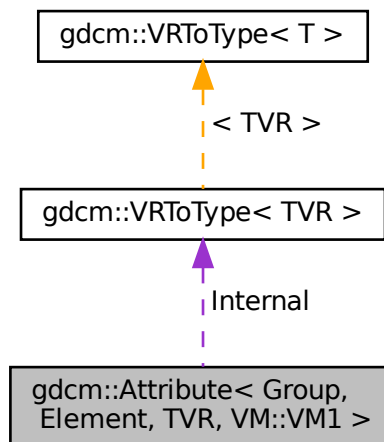 gdcm::VRToType< T >
< TVR >
gdcm::VRToType< TVR >
Internal
gdcm::Attribute< Group,
Element, TVR, VM::VM1 >